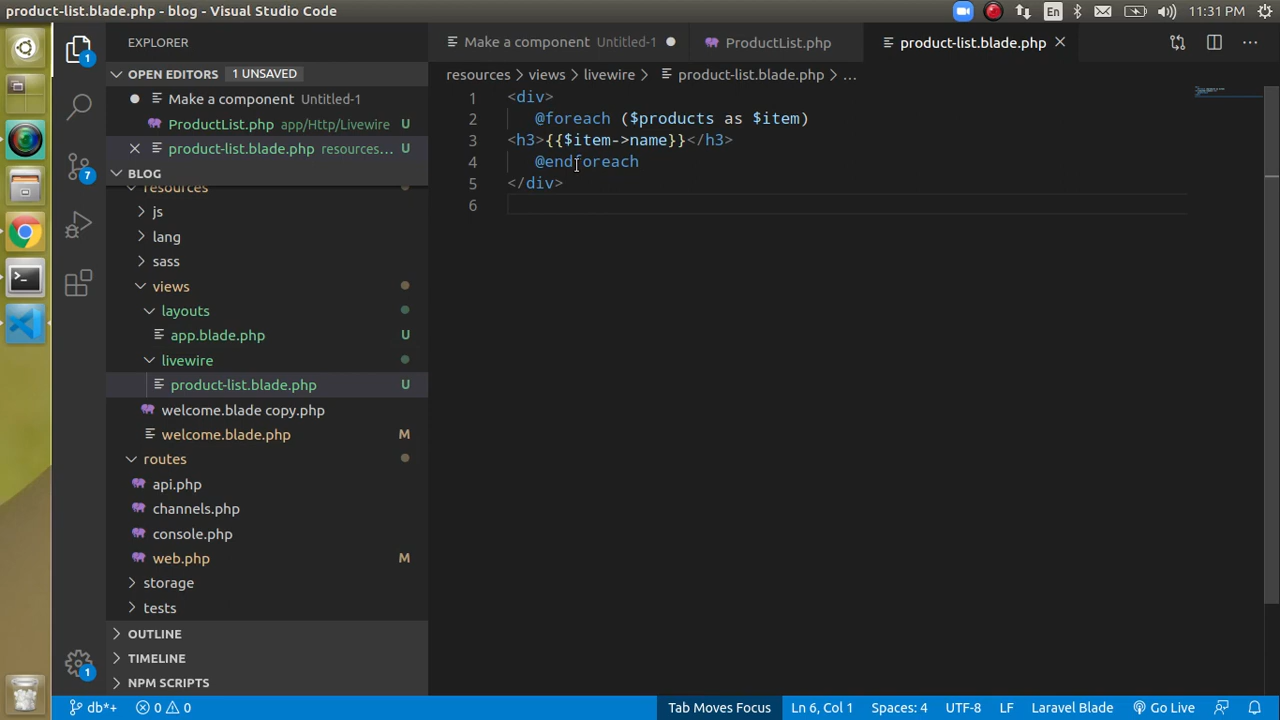 product-list.blade.php - blog - Visual Studio Code
En
11:31 PM
EXPLORER
Make a component Untitled-1
ProductList.php
product-list.blade.php
OPEN EDITORS 1 UNSAVED
resources > views > livewire > product-list.blade.php > ...
Make a component Untitled-1
ProductList.php app/Http/Livewire U
product-list.blade.php resources... U
BLOG
resources
js
lang
sass
views
layouts
app.blade.php U
livewire
product-list.blade.php U
welcome.blade copy.php
welcome.blade.php M
routes
api.php
channels.php
console.php
web.php M
storage
tests
OUTLINE
TIMELINE
NPM SCRIPTS
1 <div>
2 @foreach ($products as $item)
3 <h3>{{$item->name}}</h3>
4 @endforeach
5 </div>
6
1
7
1
db*+
0 0
Tab Moves Focus
Ln 6, Col 1
Spaces: 4
UTF-8
LF
Laravel Blade
Go Live